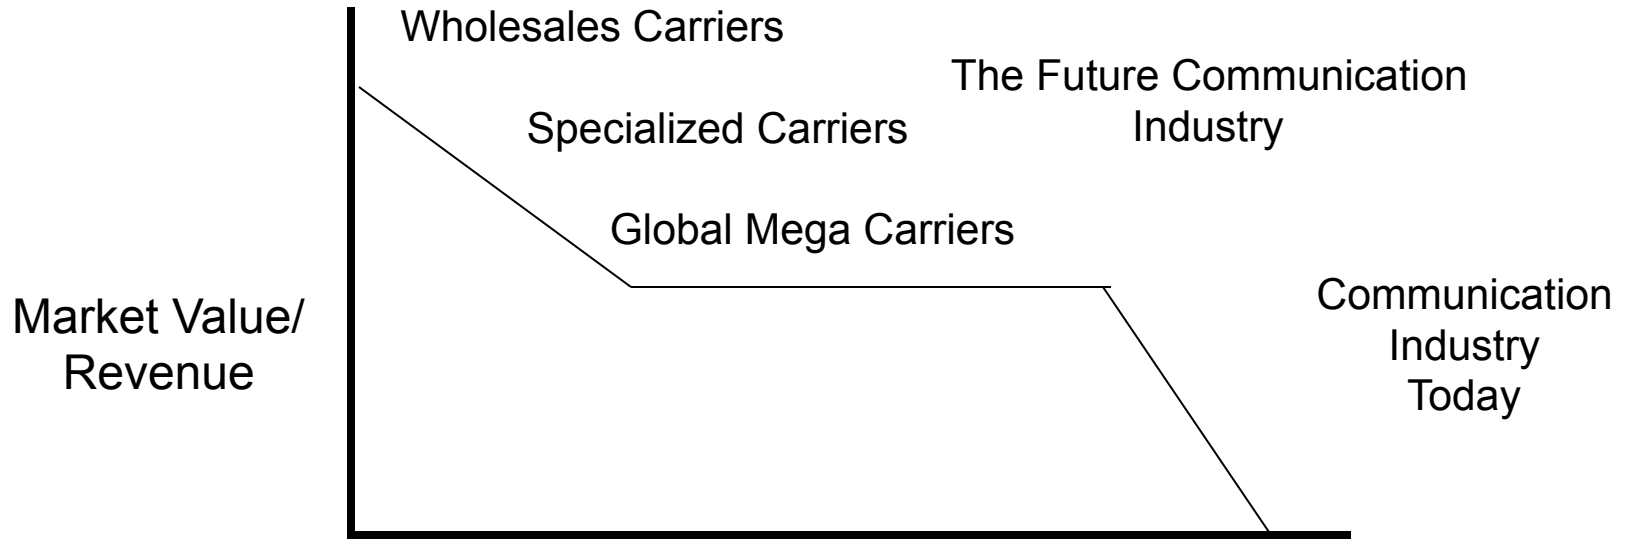 Wholesales Carriers
The Future Communication
Industry
Specialized Carriers
Global Mega Carriers
Market Value/
Revenue
Communication
Industry
Today